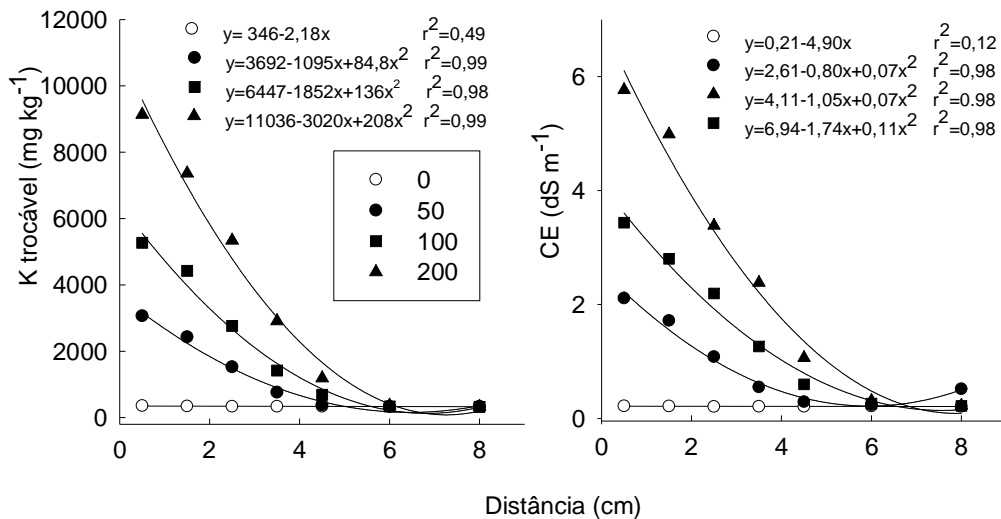 12000
10000
8000
6000
4000
2000
0
K trocável (mg kg⁻¹)
y= 346-2,18x r²=0,49
y=3692-1095x+84,8x² r²=0,99
y=6447-1852x+136x² r²=0,98
y=11036-3020x+208x² r²=0,99
0
50
100
200
0 2 4 6 8
6
4
2
0
CE (dS m⁻¹)
y=0,21-4,90x r²=0,12
y=2,61-0,80x+0,07x² r²=0,98
y=4,11-1,05x+0,07x² r²=0.98
y=6,94-1,74x+0,11x² r²=0,98
0 2 4 6 8
Distância (cm)